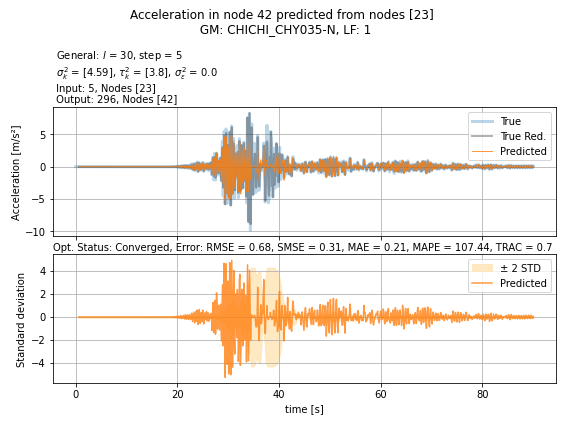 Acceleration in node 42 predicted from nodes [23]
GM: CHICHI_CHY035-N, LF: 1
General: l = 30, step = 5
σ²ₖ = [4.59], τ²ₖ = [3.8], σ²ε = 0.0
Input: 5, Nodes [23]
Output: 296, Nodes [42]
Acceleration [m/s²]
5
0
−5
−10
True
True Red.
Predicted
Opt. Status: Converged, Error: RMSE = 0.68, SMSE = 0.31, MAE = 0.21, MAPE = 107.44, TRAC = 0.7
Standard deviation
4
2
0
−2
−4
± 2 STD
Predicted
0 20 40 60 80
time [s]